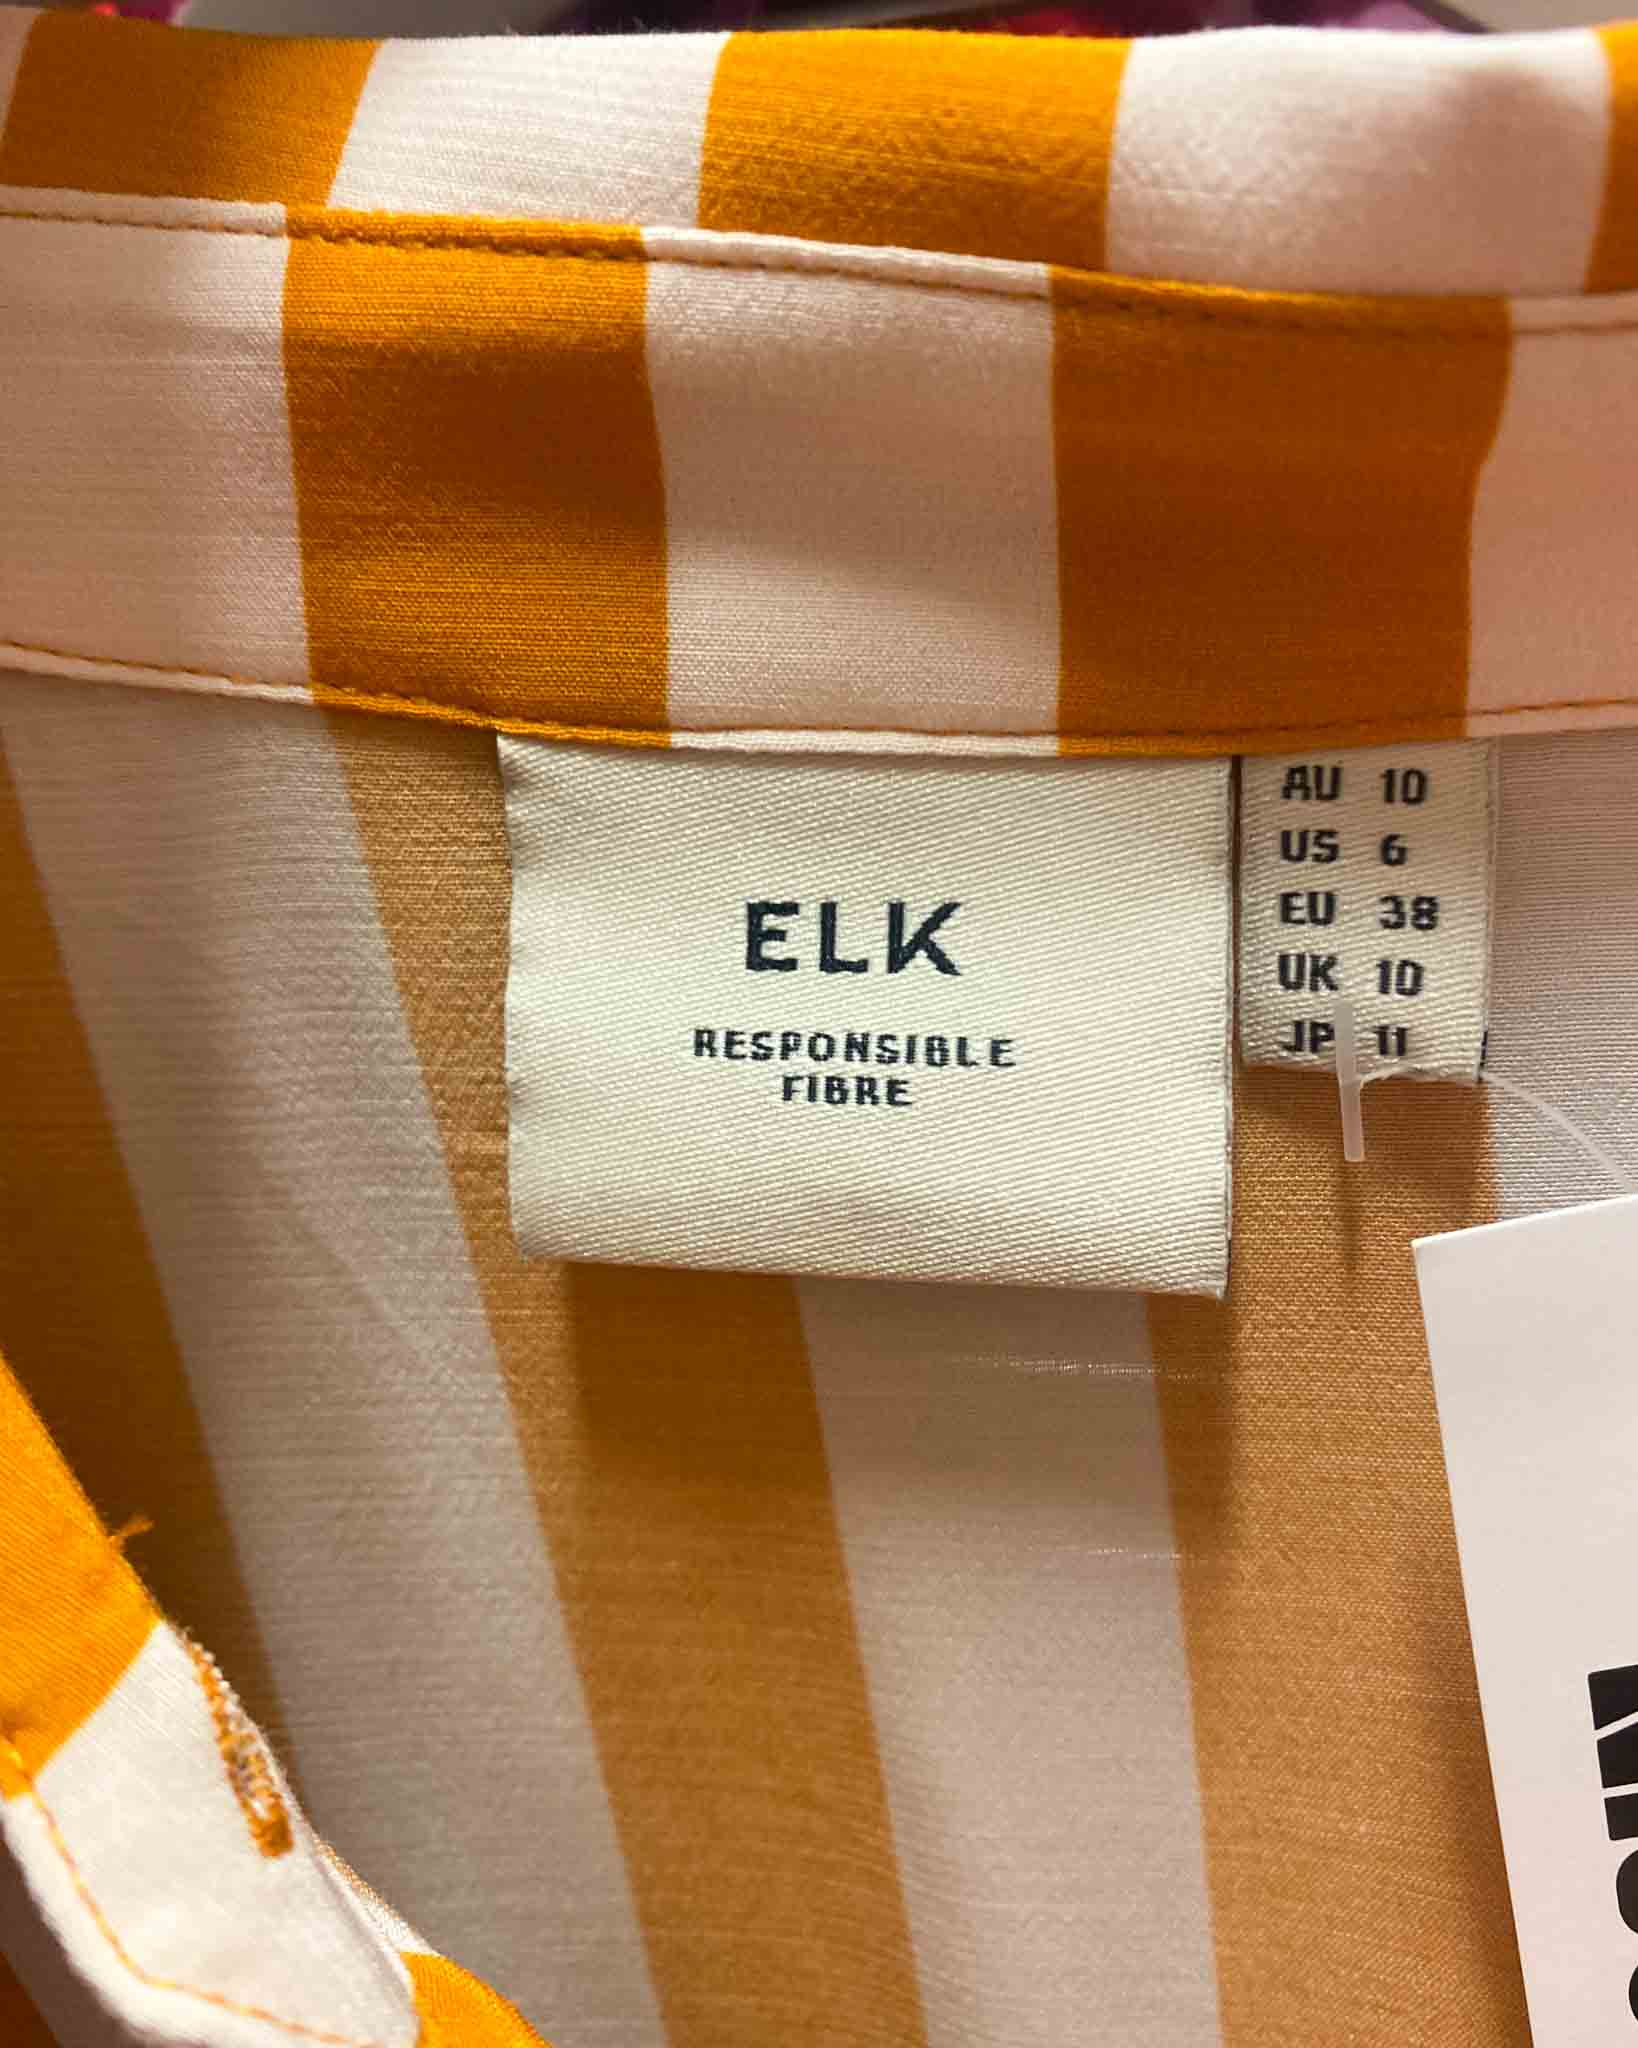 ELK
RESPONSIBLE
FIBRE
AU 10
US 6
EU 38
UK 10
JP 11